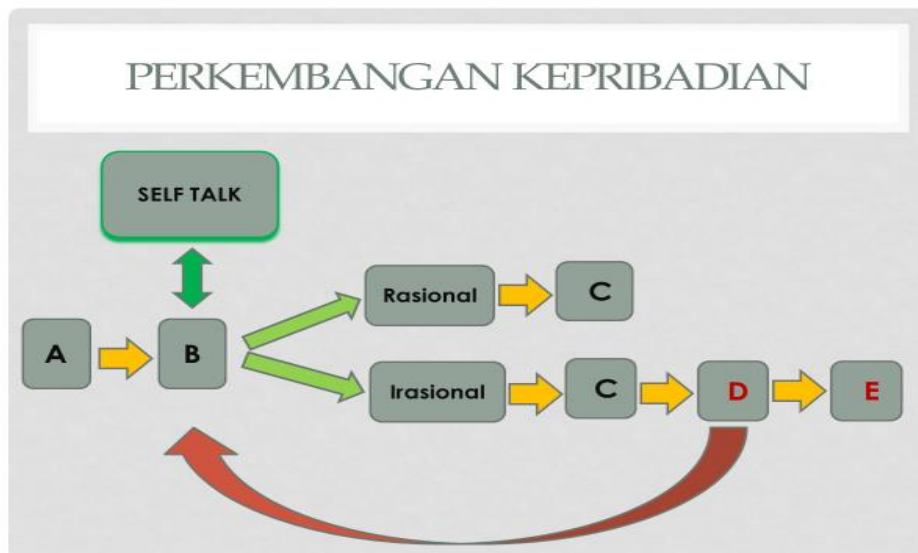 PERKEMBANGAN KEPRIBADIAN
SELF TALK
Rasional
C
A
B
Irasional
C
D
E